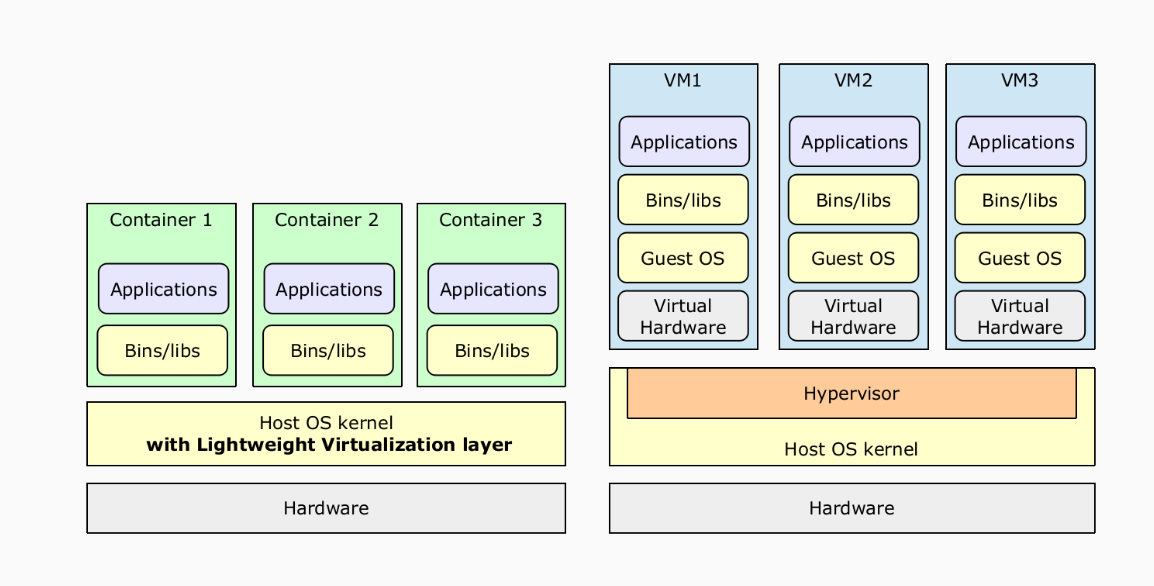 Container 1
Applications
Bins/libs
Container 2
Applications
Bins/libs
Container 3
Applications
Bins/libs
Host OS kernel
with Lightweight Virtualization layer
Hardware
VM1
Applications
Bins/libs
Guest OS
Virtual
Hardware
VM2
Applications
Bins/libs
Guest OS
Virtual
Hardware
VM3
Applications
Bins/libs
Guest OS
Virtual
Hardware
Hypervisor
Host OS kernel
Hardware